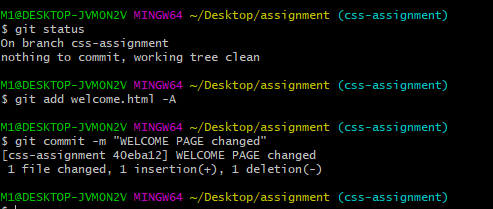 M1@DESKTOP-JVM0N2V MINGW64 ~/Desktop/assignment (css-assignment)
$ git status
On branch css-assignment
nothing to commit, working tree clean
M1@DESKTOP-JVM0N2V MINGW64 ~/Desktop/assignment (css-assignment)
$ git add welcome.html -A
M1@DESKTOP-JVM0N2V MINGW64 ~/Desktop/assignment (css-assignment)
$ git commit -m "WELCOME PAGE changed"
[css-assignment 40eba12] WELCOME PAGE changed
 1 file changed, 1 insertion(+), 1 deletion(-)
M1@DESKTOP-JVM0N2V MINGW64 ~/Desktop/assignment (css-assignment)
$